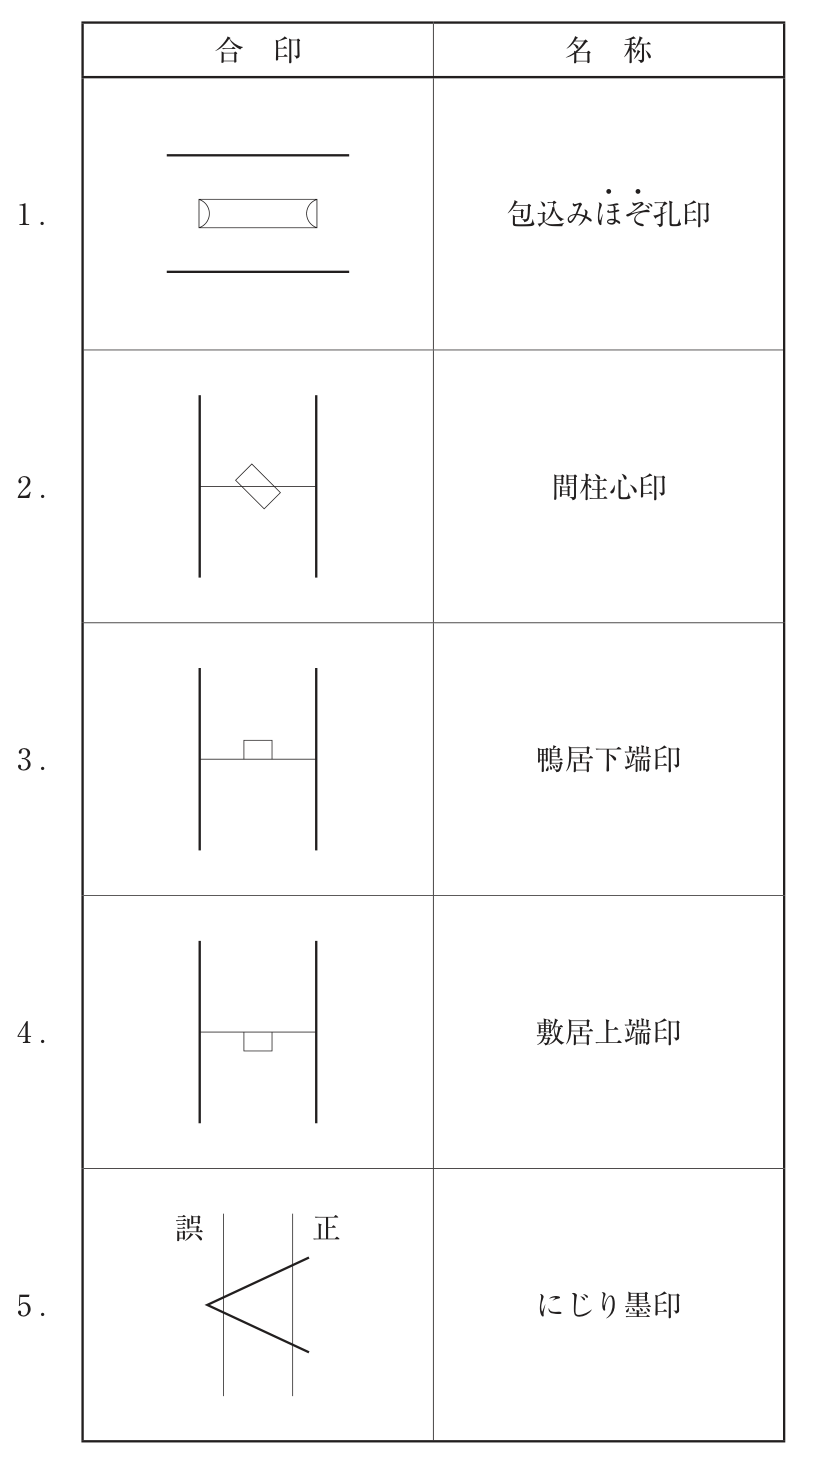 合 印 名 称
1. 包込みほぞ孔印
2. 間柱心印
3. 鴨居下端印
4. 敷居上端印
誤 正
5. にじり墨印